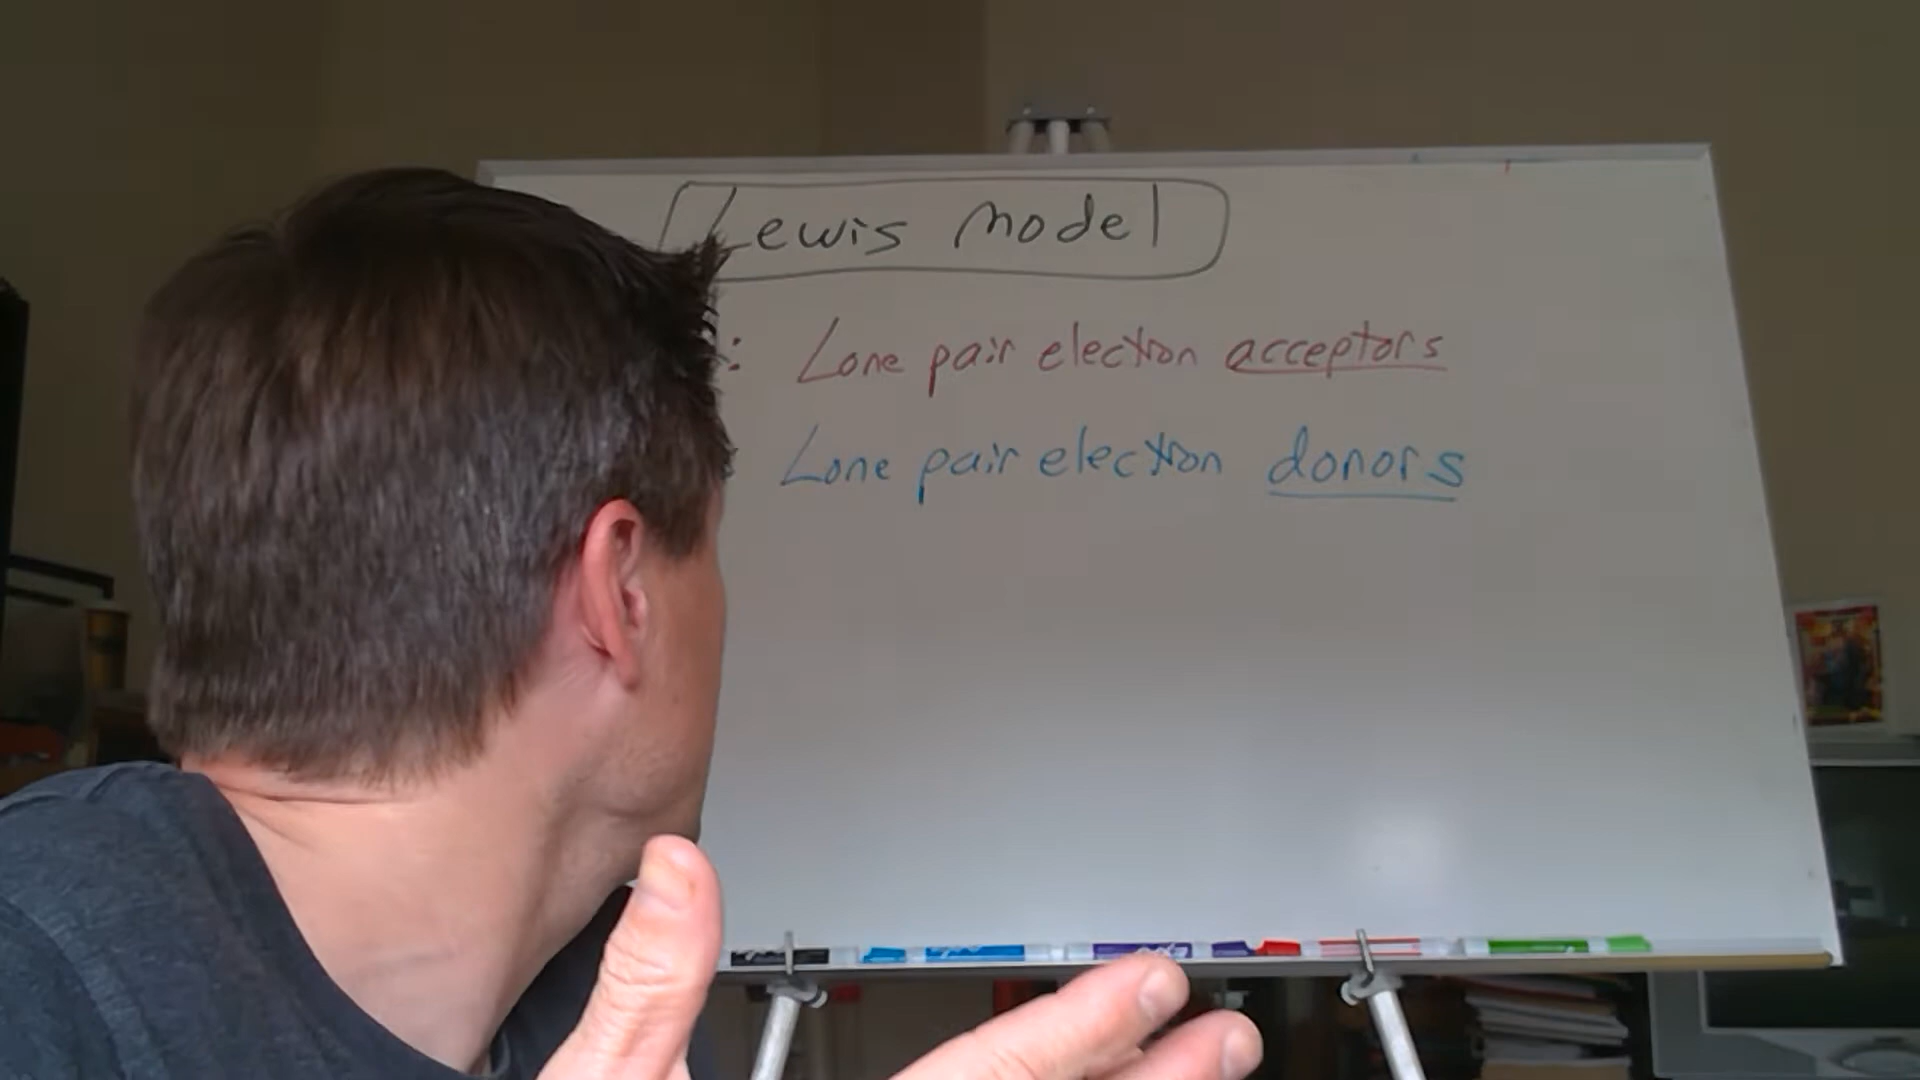 Lewis model
: Lone pair electron acceptors
: Lone pair electron donors